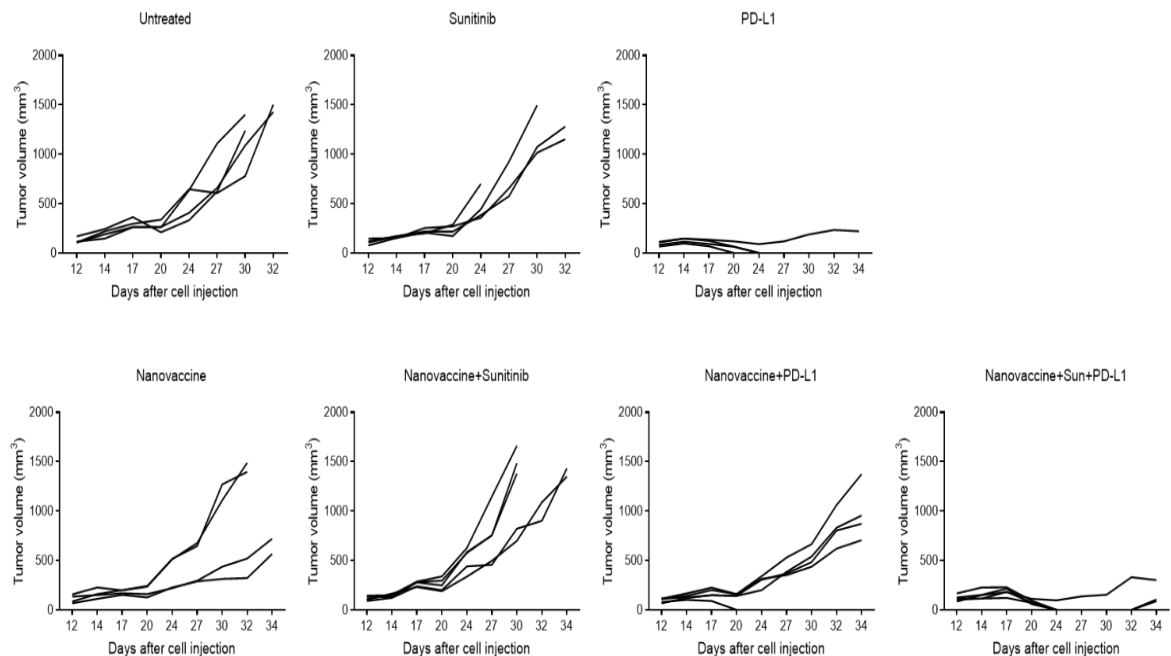 Untreated
Tumor volume (mm³)
2000
1500
1000
500
0
12 14 17 20 24 27 30 32
Days after cell injection
Sunitinib
Tumor volume (mm³)
2000
1500
1000
500
0
12 14 17 20 24 27 30 32
Days after cell injection
PD-L1
Tumor volume (mm³)
2000
1500
1000
500
0
12 14 17 20 24 27 30 32 34
Days after cell injection
Nanovaccine
Tumor volume (mm³)
2000
1500
1000
500
0
12 14 17 20 24 27 30 32 34
Days after cell injection
Nanovaccine+Sunitinib
Tumor volume (mm³)
2000
1500
1000
500
0
12 14 17 20 24 27 30 32 34
Days after cell injection
Nanovaccine+PD-L1
Tumor volume (mm³)
2000
1500
1000
500
0
12 14 17 20 24 27 30 32 34
Days after cell injection
Nanovaccine+Sun+PD-L1
Tumor volume (mm³)
2000
1500
1000
500
0
12 14 17 20 24 27 30 32 34
Days after cell injection